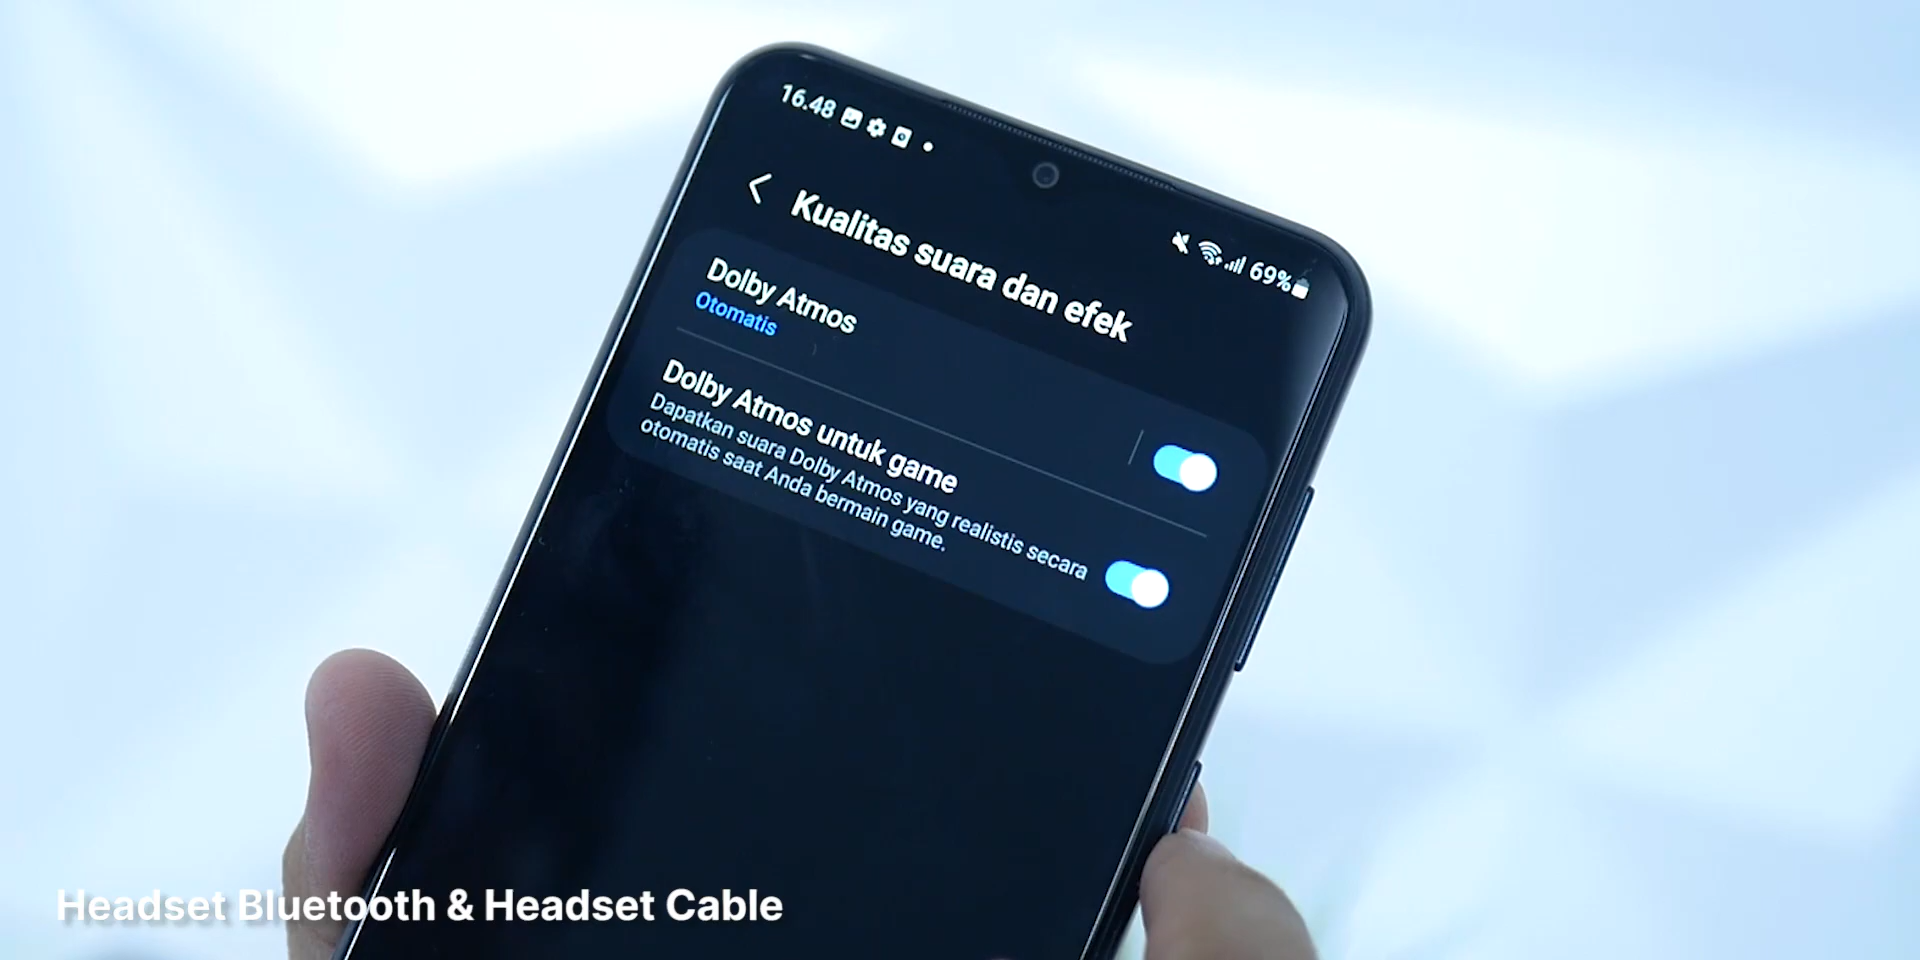 16.48
69%
Kualitas suara dan efek
Dolby Atmos
Otomatis
Dolby Atmos untuk game
Dapatkan suara Dolby Atmos yang realistis secara
otomatis saat Anda bermain game.
Headset Bluetooth & Headset Cable